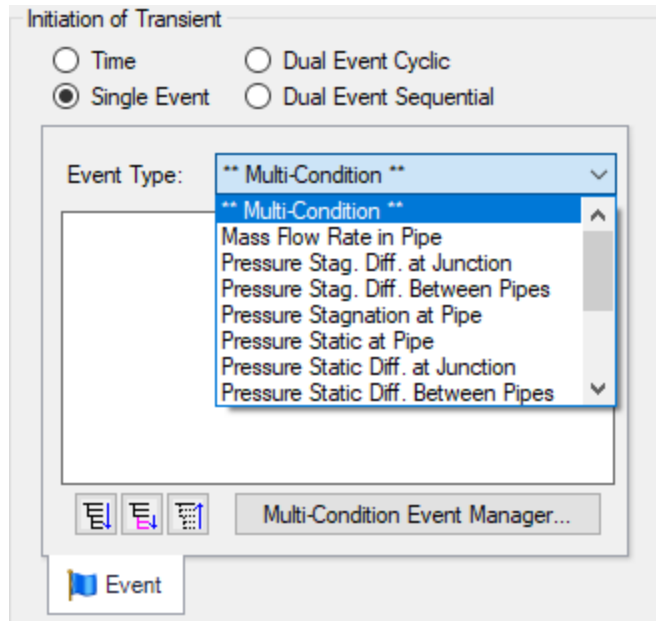 Initiation of Transient
Time
Dual Event Cyclic
Single Event
Dual Event Sequential
Event Type:
** Multi-Condition **
** Multi-Condition **
Mass Flow Rate in Pipe
Pressure Stag. Diff. at Junction
Pressure Stag. Diff. Between Pipes
Pressure Stagnation at Pipe
Pressure Static at Pipe
Pressure Static Diff. at Junction
Pressure Static Diff. Between Pipes
Multi-Condition Event Manager...
Event